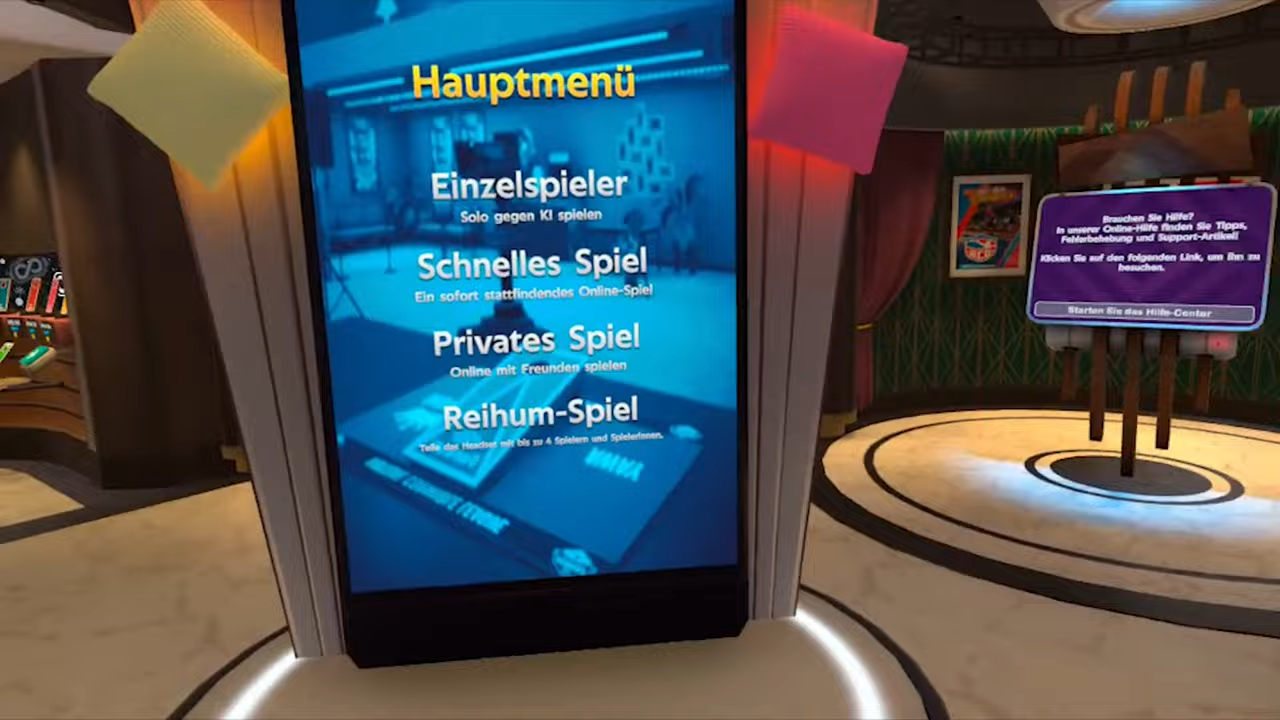 Hauptmenü
Einzelspieler
Solo gegen KI spielen
Schnelles Spiel
Ein sofort stattfindendes Online-Spiel
Privates Spiel
Online mit Freunden spielen
Reihum-Spiel
Teile das Headset mit bis zu 4 Spielern und Spielerinnen.
Brauchen Sie Hilfe?
In unserer Online-Hilfe finden Sie Tipps,
Fehlerbehebung und Support-Artikel!
Klicken Sie auf den folgenden Link, um ihn zu
besuchen.
Starten Sie das Hilfe-Center